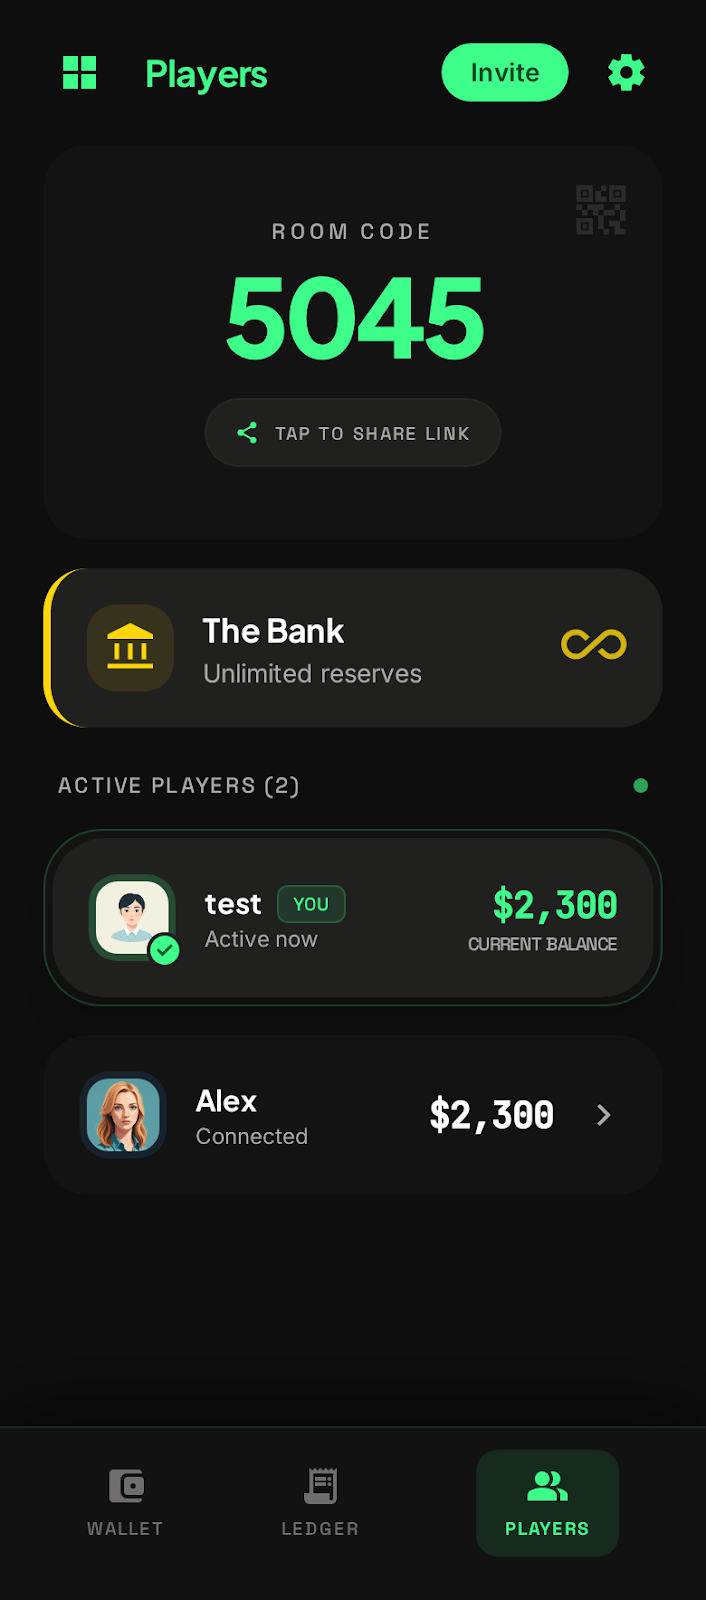 Players
Invite
ROOM CODE
5045
TAP TO SHARE LINK
The Bank
Unlimited reserves
ACTIVE PLAYERS (2)
test YOU
Active now
$2,300
CURRENT BALANCE
Alex
Connected
$2,300
WALLET
LEDGER
PLAYERS